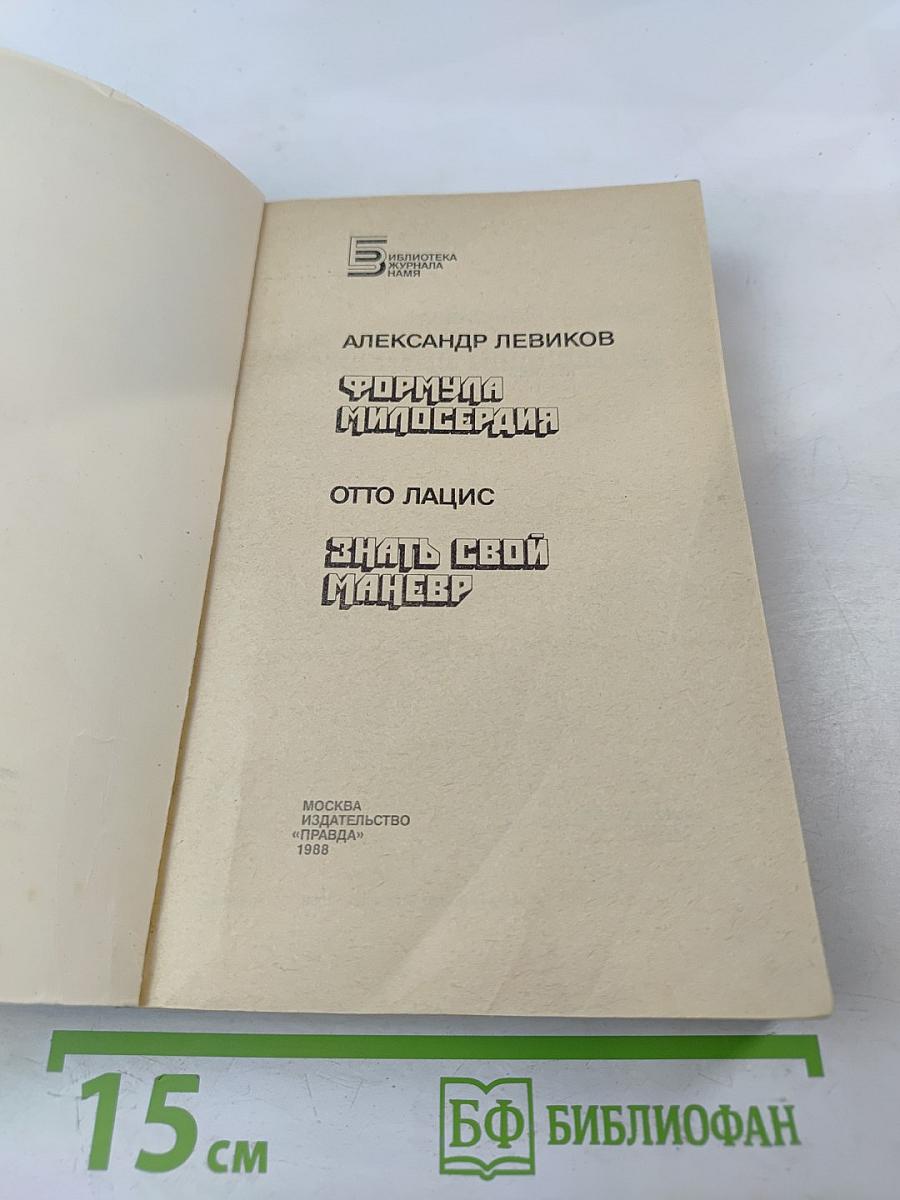 БИБЛИОТЕКА
ЖУРНАЛА
ЗНАМЯ
АЛЕКСАНДР ЛЕВИКОВ
ФОРМУЛА
МИЛОСЕРДИЯ
ОТТО ЛАЦИС
ЗНАТЬ СВОЙ
МАНЕВР
МОСКВА
ИЗДАТЕЛЬСТВО
«ПРАВДА»
1988
15 см
БФ БИБЛИОФАН